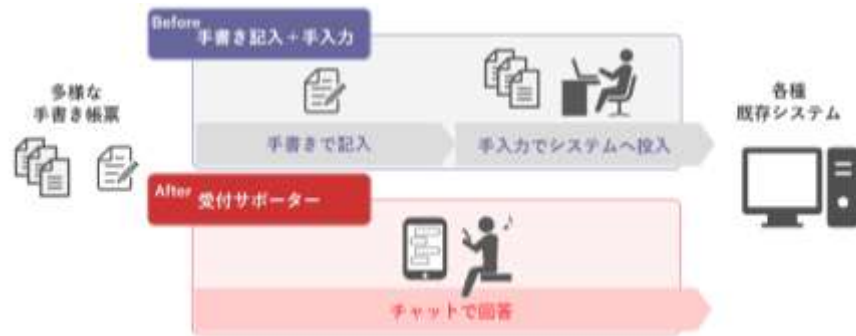 Before
手書き記入+手入力
多様な
手書き帳票
手書きで記入
手入力でシステムへ投入
各種
既存システム
After
受付サポーター
チャットで回答